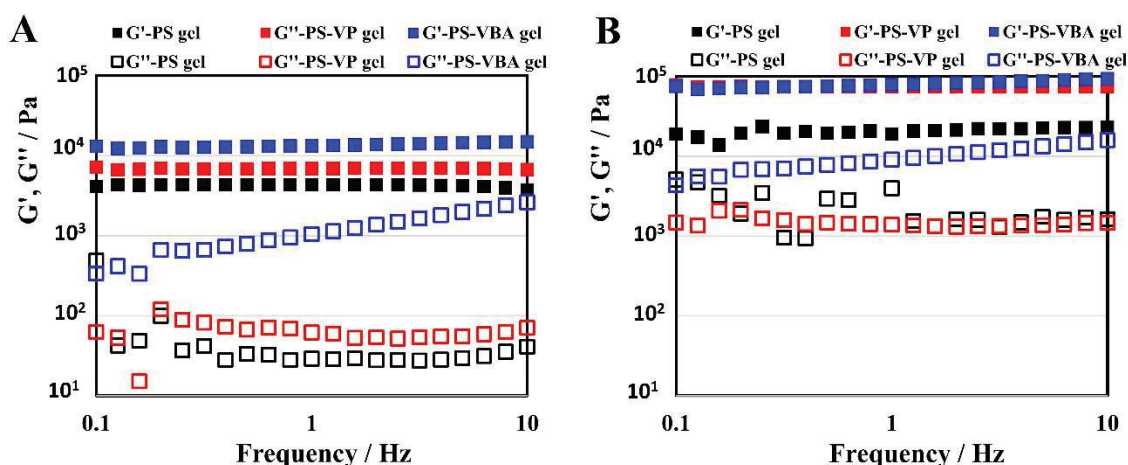 A
G'-PS gel G''-PS-VP gel G'-PS-VBA gel
G''-PS gel G''-PS-VP gel G''-PS-VBA gel
G', G'' / Pa
10⁵
10⁴
10³
10²
10¹
0.1 1 10
Frequency / Hz
B
G'-PS gel G'-PS-VP gel G'-PS-VBA gel
G''-PS gel G''-PS-VP gel G''-PS-VBA gel
G', G'' / Pa
10⁵
10⁴
10³
10²
10¹
0.1 1 10
Frequency / Hz